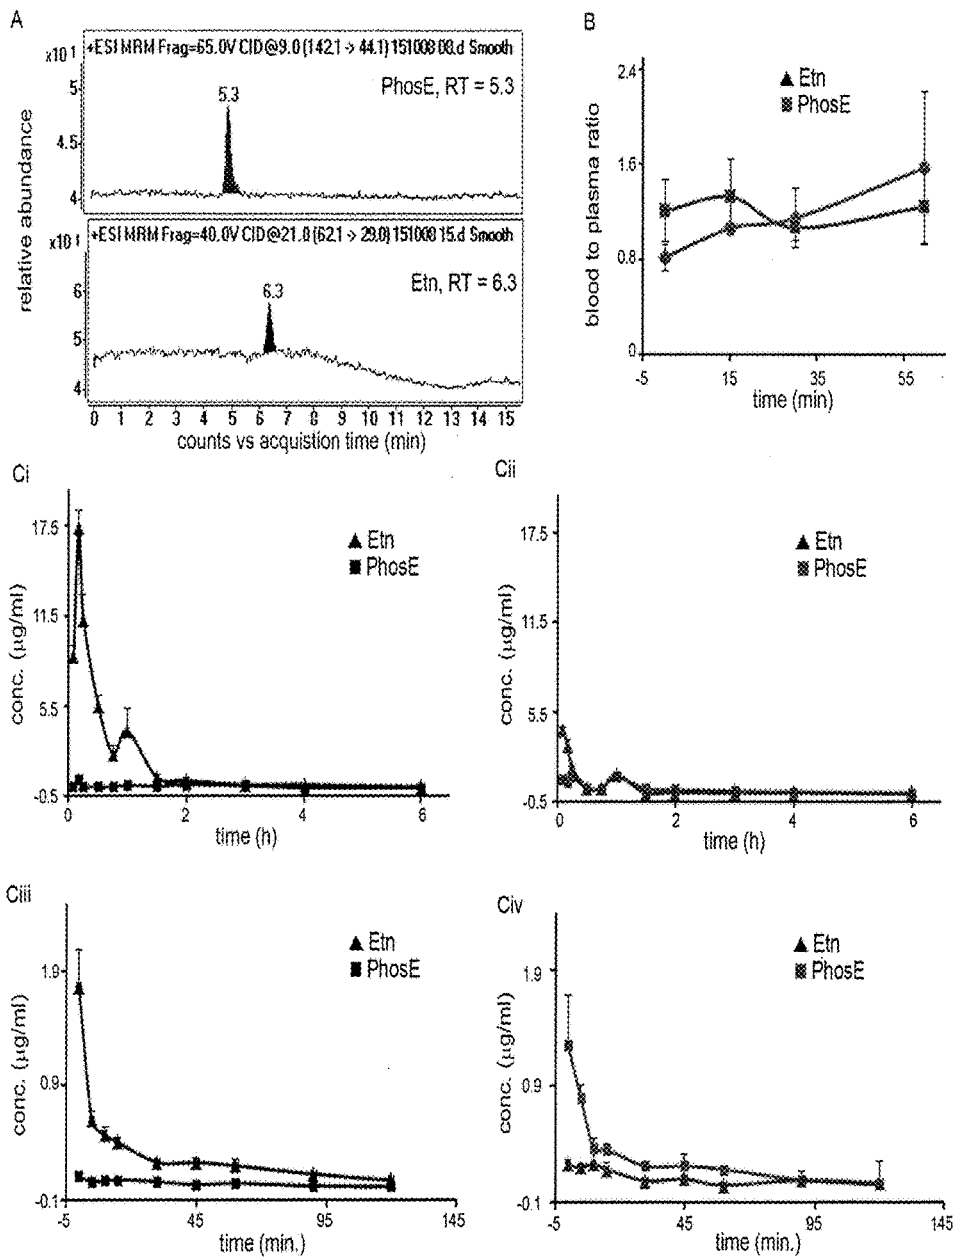 A
x10 1
+ESI MRM Frag=65.0V CID@9.0 (142.1 -> 44.1) 15100808.d Smooth
PhosE, RT = 5.3
5.3
5
4.5
4
relative abundance
x10 1
+ESI MRM Frag=40.0V CID@21.0 (62.1 -> 29.0) 15100815.d Smooth
Etn, RT = 6.3
6.3
6
5
4
0 1 2 3 4 5 6 7 8 9 10 11 12 13 14 15
counts vs acquistion time (min)
B
2.4
1.6
0.8
0
blood to plasma ratio
Etn
PhosE
-5 15 35 55
time (min)
Ci
17.5
11.5
5.5
-0.5
conc. (µg/ml)
Etn
PhosE
0 2 4 6
time (h)
Cii
17.5
11.5
5.5
-0.5
conc. (µg/ml)
Etn
PhosE
0 2 4 6
time (h)
Ciii
1.9
0.9
-0.1
conc. (µg/ml)
Etn
PhosE
-5 45 95 145
time (min.)
Civ
1.9
0.9
-0.1
conc. (µg/ml)
Etn
PhosE
-5 45 95 145
time (min.)